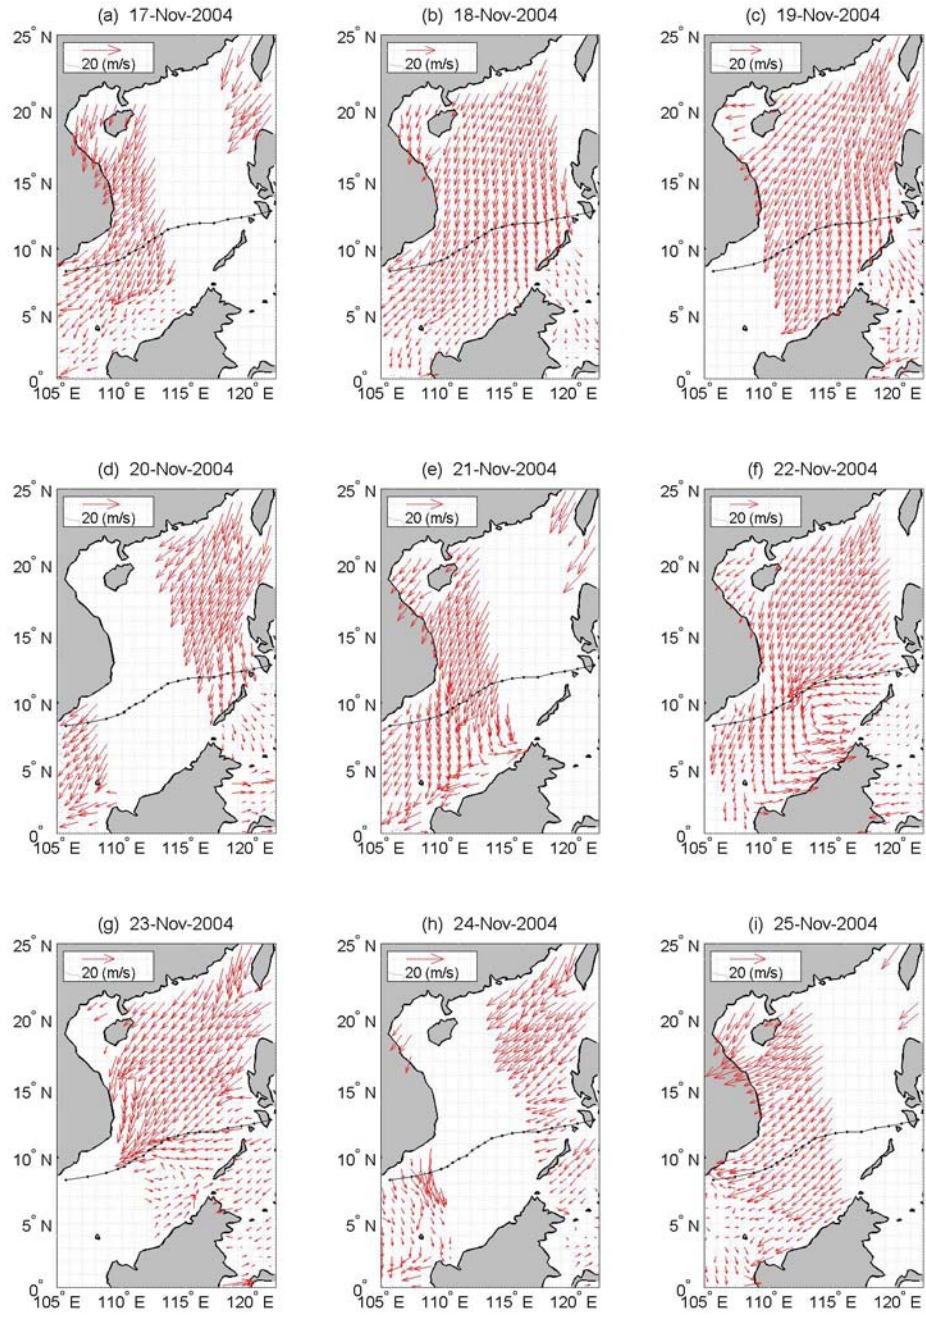 (a) 17-Nov-2004
(b) 18-Nov-2004
(c) 19-Nov-2004
25° N
20 (m/s)
20° N
15° N
10° N
5° N
0°
105° E 110° E 115° E 120° E
25° N
20 (m/s)
20° N
15° N
10° N
5° N
0°
105° E 110° E 115° E 120° E
25° N
20 (m/s)
20° N
15° N
10° N
5° N
0°
105° E 110° E 115° E 120° E
(d) 20-Nov-2004
(e) 21-Nov-2004
(f) 22-Nov-2004
25° N
20 (m/s)
20° N
15° N
10° N
5° N
0°
105° E 110° E 115° E 120° E
25° N
20 (m/s)
20° N
15° N
10° N
5° N
0°
105° E 110° E 115° E 120° E
25° N
20 (m/s)
20° N
15° N
10° N
5° N
0°
105° E 110° E 115° E 120° E
(g) 23-Nov-2004
(h) 24-Nov-2004
(i) 25-Nov-2004
25° N
20 (m/s)
20° N
15° N
10° N
5° N
0°
105° E 110° E 115° E 120° E
25° N
20 (m/s)
20° N
15° N
10° N
5° N
0°
105° E 110° E 115° E 120° E
25° N
20 (m/s)
20° N
15° N
10° N
5° N
0°
105° E 110° E 115° E 120° E